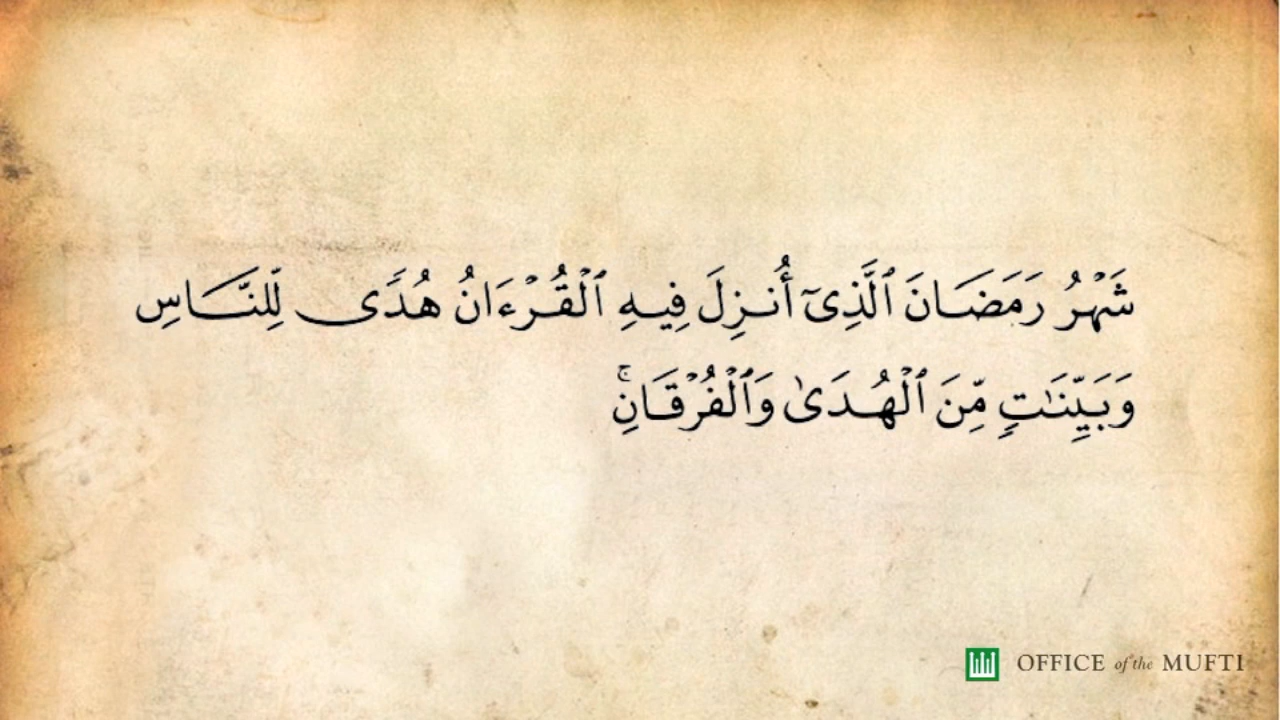 شَهْرُ رَمَضَانَ ٱلَّذِىٓ أُنزِلَ فِيهِ ٱلْقُرْءَانُ هُدًى لِّلنَّاسِ
وَبَيِّنَـٰتٍ مِّنَ ٱلْهُدَىٰ وَٱلْفُرْقَانِ ۚ
OFFICE of the MUFTI